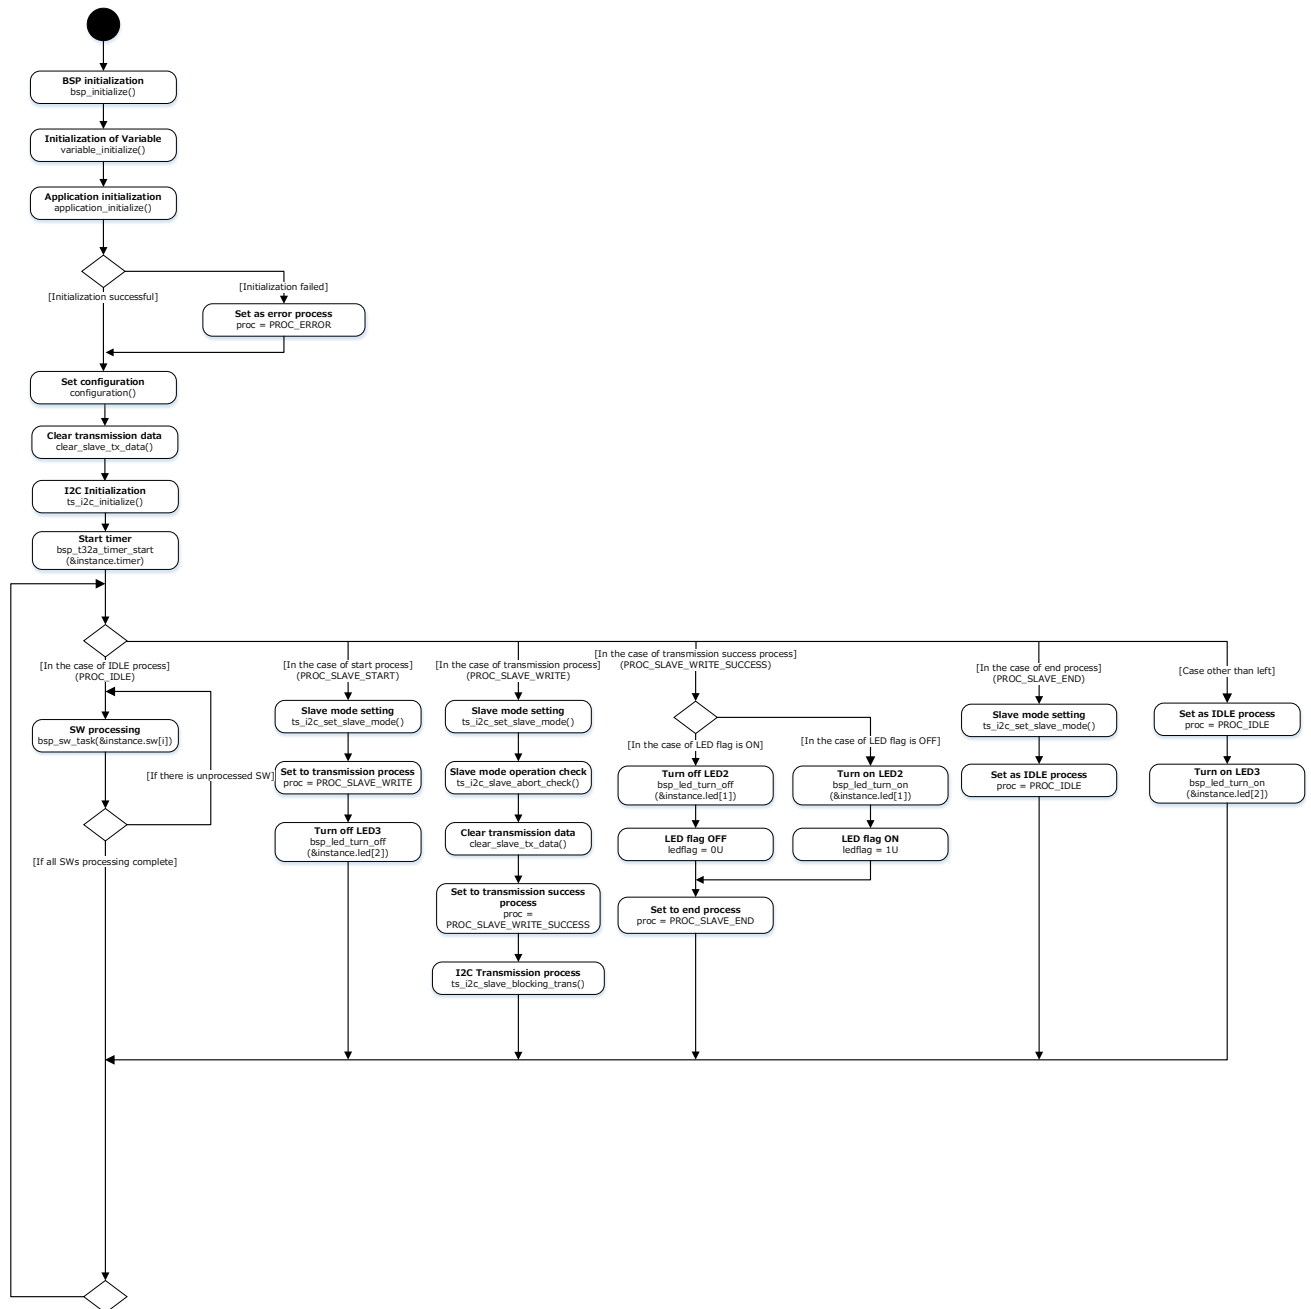 BSP initialization
bsp_initialize()
Initialization of Variable
variable_initialize()
Application initialization
application_initialize()
[Initialization successful]
[Initialization failed]
Set as error process
proc = PROC_ERROR
Set configuration
configuration()
Clear transmission data
clear_slave_tx_data()
I2C Initialization
ts_i2c_initialize()
Start timer
bsp_t32a_timer_start
(&instance.timer)
[In the case of IDLE process]
(PROC_IDLE)
SW processing
bsp_sw_task(&instance.sw[i])
[If there is unprocessed SW]
[If all SWs processing complete]
[In the case of start process]
(PROC_SLAVE_START)
Slave mode setting
ts_i2c_set_slave_mode()
Set to transmission process
proc = PROC_SLAVE_WRITE
Turn off LED3
bsp_led_turn_off
(&instance.led[2])
[In the case of transmission process]
(PROC_SLAVE_WRITE)
Slave mode setting
ts_i2c_set_slave_mode()
Slave mode operation check
ts_i2c_slave_abort_check()
Clear transmission data
clear_slave_tx_data()
Set to transmission success
process
proc =
PROC_SLAVE_WRITE_SUCCESS
I2C Transmission process
ts_i2c_slave_blocking_trans()
[In the case of transmission success process]
(PROC_SLAVE_WRITE_SUCCESS)
[In the case of LED flag is ON]
Turn off LED2
bsp_led_turn_off
(&instance.led[1])
LED flag OFF
ledflag = 0U
[In the case of LED flag is OFF]
Turn on LED2
bsp_led_turn_on
(&instance.led[1])
LED flag ON
ledflag = 1U
Set to end process
proc = PROC_SLAVE_END
[In the case of end process]
(PROC_SLAVE_END)
Slave mode setting
ts_i2c_set_slave_mode()
Set as IDLE process
proc = PROC_IDLE
[Case other than left]
Set as IDLE process
proc = PROC_IDLE
Turn on LED3
bsp_led_turn_on
(&instance.led[2])